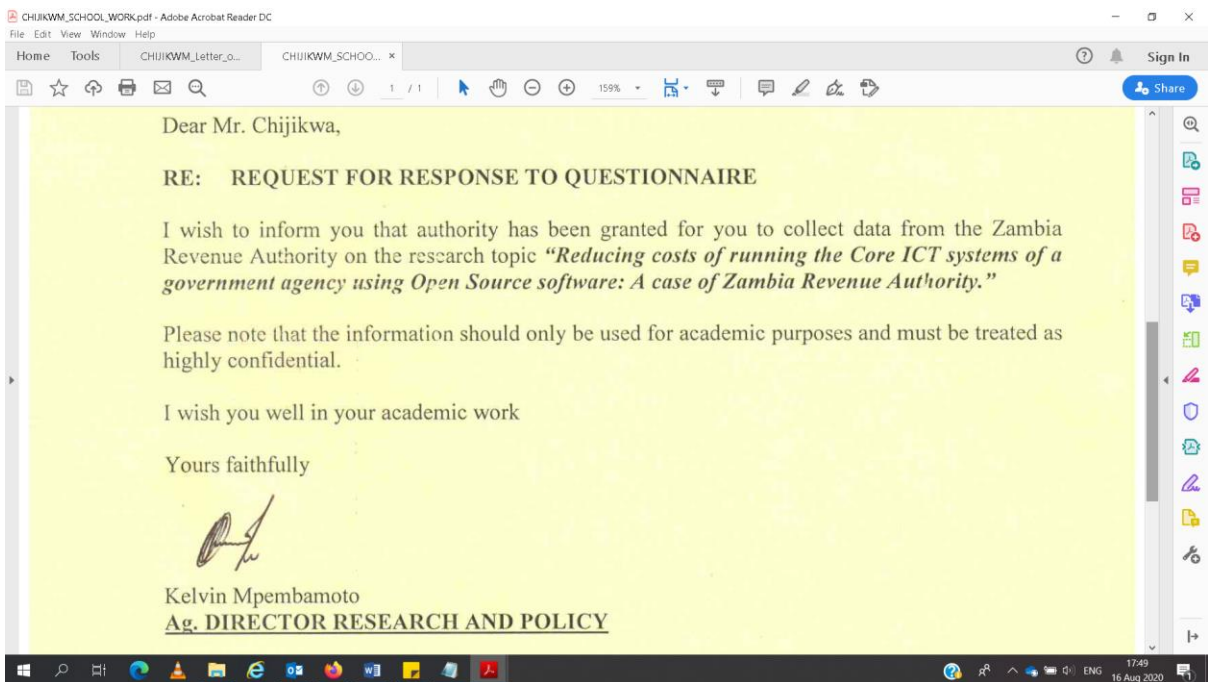 CHIJIKWM_SCHOOL_WORK.pdf - Adobe Acrobat Reader DC
File Edit View Window Help
Home Tools CHIJIKWM_Letter_o... CHIJIKWM_SCHOO... × Sign In
1 / 1 159% Share
Dear Mr. Chijikwa,
RE: REQUEST FOR RESPONSE TO QUESTIONNAIRE
I wish to inform you that authority has been granted for you to collect data from the Zambia
Revenue Authority on the research topic “Reducing costs of running the Core ICT systems of a
government agency using Open Source software: A case of Zambia Revenue Authority.”
Please note that the information should only be used for academic purposes and must be treated as
highly confidential.
I wish you well in your academic work
Yours faithfully
Kelvin Mpembamoto
Ag. DIRECTOR RESEARCH AND POLICY
ENG 17:49
16 Aug 2020